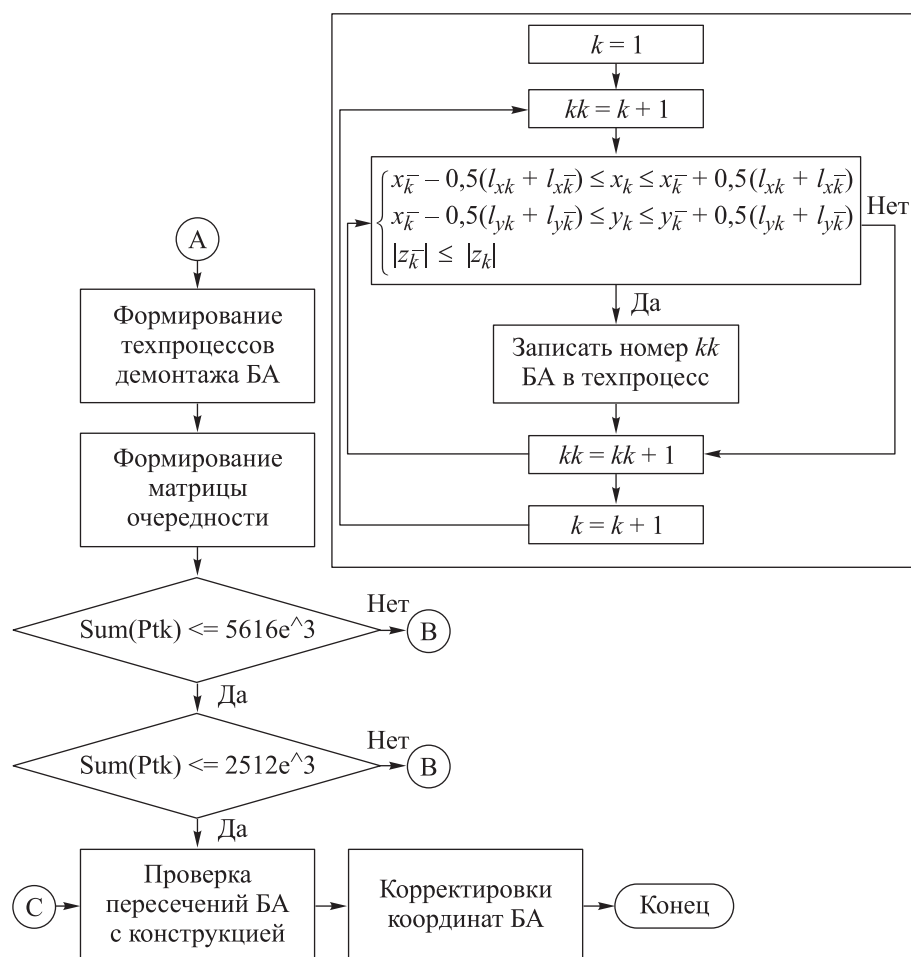 k = 1
kk = k + 1
x_k̅ − 0,5(l_xk + l_xk̅) ≤ x_k ≤ x_k̅ + 0,5(l_xk + l_xk̅)
x_k̅ − 0,5(l_yk + l_yk̅) ≤ y_k ≤ y_k̅ + 0,5(l_yk + l_yk̅)
|z_k̅| ≤ |z_k|
Нет
Да
Записать номер kk
БА в техпроцесс
kk = kk + 1
k = k + 1
А
Формирование
техпроцессов
демонтажа БА
Формирование
матрицы
очередности
Sum(Ptk) <= 5616e^3
Нет
В
Да
Sum(Ptk) <= 2512e^3
Нет
В
Да
С
Проверка
пересечений БА
с конструкцией
Корректировки
координат БА
Конец